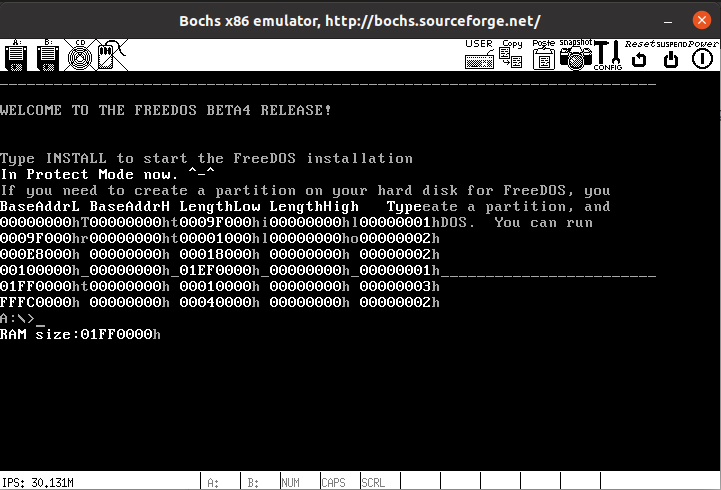 Bochs x86 emulator, http://bochs.sourceforge.net/
A: B: CD USER Copy Paste snapshot CONFIG Reset SUSPEND Power
WELCOME TO THE FREEDOS BETA4 RELEASE!
Type INSTALL to start the FreeDOS installation
In Protect Mode now. ^-^
If you need to create a partition on your hard disk for FreeDOS, you
BaseAddrL BaseAddrH LengthLow LengthHigh   Typeeate a partition, and
00000000hT00000000ht0009F000hi00000000hl00000001hDOS.  You can run
0009F000hr00000000ht00001000hl00000000ho00000002h
000E8000h 00000000h 00018000h 00000000h 00000002h
00100000h_00000000h_01EF0000h_00000000h_00000001h________________________
01FF0000ht00000000h 00010000h 00000000h 00000003h
FFFC0000h 00000000h 00040000h 00000000h 00000002h
A:\>_
RAM size:01FF0000h
IPS: 30.131M A: B: NUM CAPS SCRL